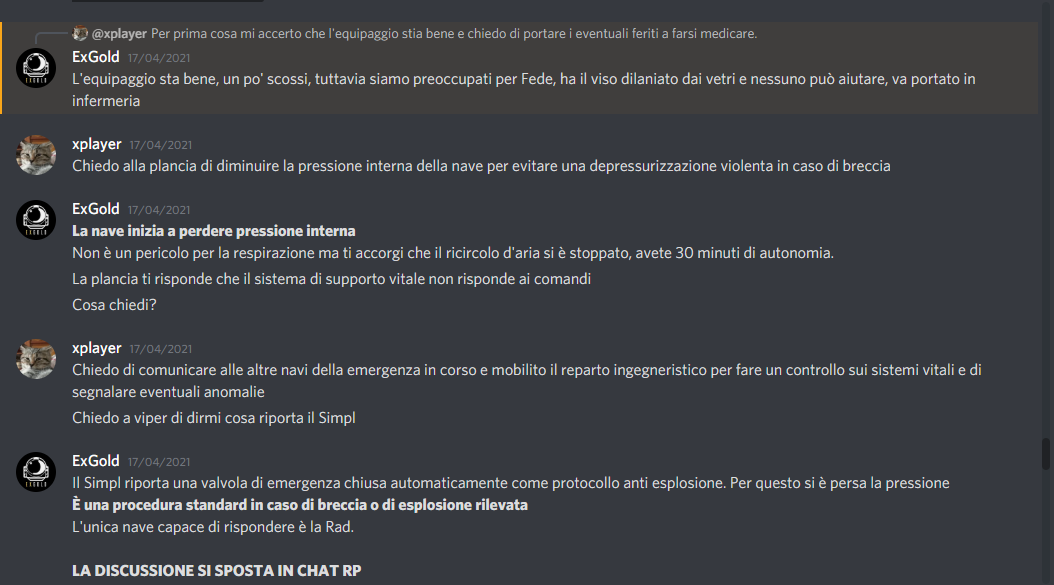 @xplayer Per prima cosa mi accerto che l'equipaggio stia bene e chiedo di portare i eventuali feriti a farsi medicare.
ExGold 17/04/2021
L'equipaggio sta bene, un po' scossi, tuttavia siamo preoccupati per Fede, ha il viso dilaniato dai vetri e nessuno può aiutare, va portato in
infermeria
xplayer 17/04/2021
Chiedo alla plancia di diminuire la pressione interna della nave per evitare una depressurizzazione violenta in caso di breccia
EXGOLD
ExGold 17/04/2021
La nave inizia a perdere pressione interna
Non è un pericolo per la respirazione ma ti accorgi che il ricircolo d'aria si è stoppato, avete 30 minuti di autonomia.
La plancia ti risponde che il sistema di supporto vitale non risponde ai comandi
Cosa chiedi?
xplayer 17/04/2021
Chiedo di comunicare alle altre navi della emergenza in corso e mobilito il reparto ingegneristico per fare un controllo sui sistemi vitali e di
segnalare eventuali anomalie
Chiedo a viper di dirmi cosa riporta il Simpl
EXGOLD
ExGold 17/04/2021
Il Simpl riporta una valvola di emergenza chiusa automaticamente come protocollo anti esplosione. Per questo si è persa la pressione
È una procedura standard in caso di breccia o di esplosione rilevata
L'unica nave capace di rispondere è la Rad.
LA DISCUSSIONE SI SPOSTA IN CHAT RP